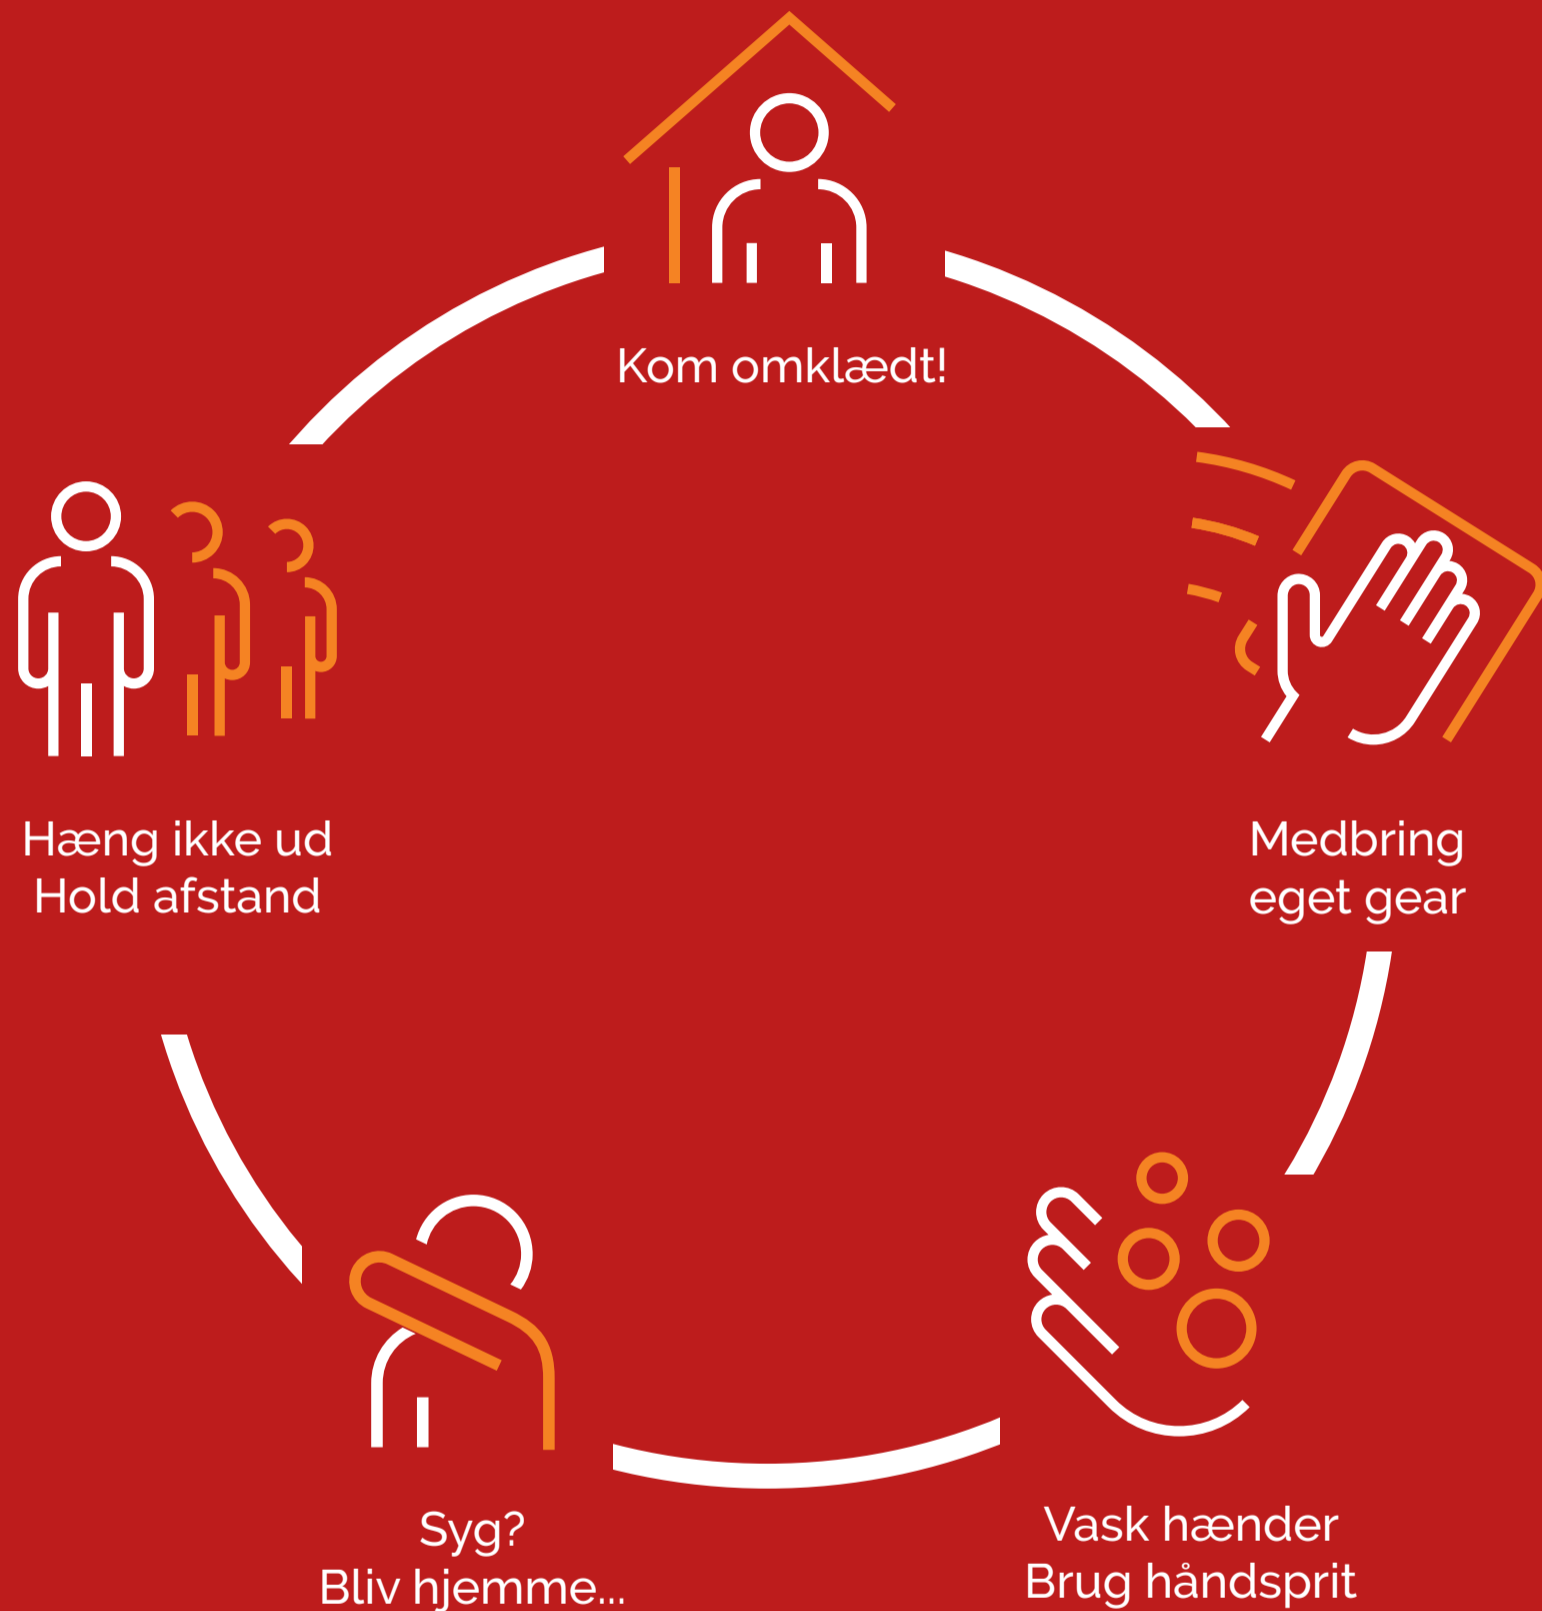 Kom omklædt!
Medbring
eget gear
Vask hænder
Brug håndsprit
Syg?
Bliv hjemme...
Hæng ikke ud
Hold afstand